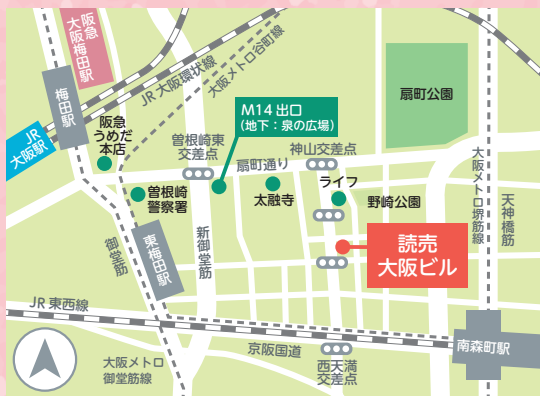 阪急
大阪梅田駅
梅田駅
JR
大阪駅
阪急
うめだ
本店
JR 大阪環状線
大阪メトロ谷町線
M14 出口
(地下：泉の広場)
曽根崎東
交差点
扇町通り
神山交差点
扇町公園
曽根崎
警察署
太融寺
ライフ
野崎公園
大阪メトロ堺筋線
天神橋筋
御堂筋
東梅田駅
新御堂筋
読売
大阪ビル
JR 東西線
京阪国道
南森町駅
大阪メトロ
御堂筋線
西天満
交差点